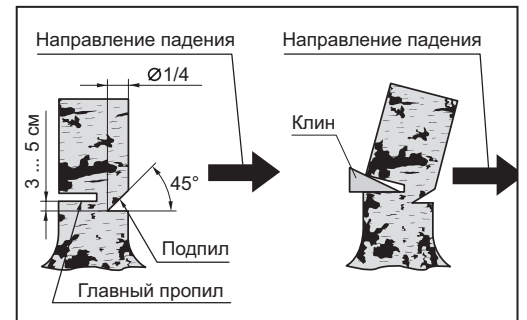 Направление падения
Ø1/4
3 ... 5 см
45°
Подпил
Главный пропил
Направление падения
Клин